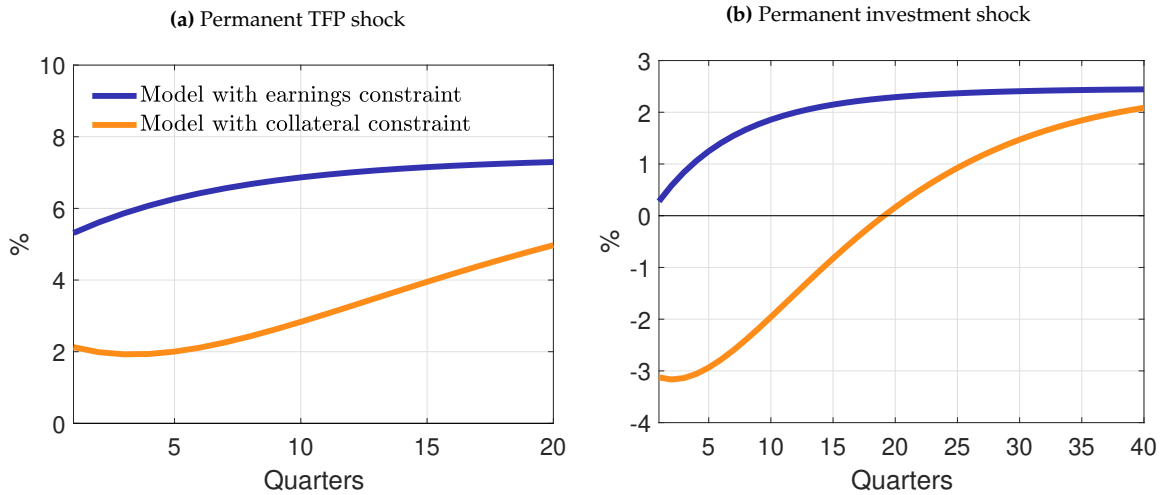 (a) Permanent TFP shock
10
8
6
4
2
0
%
Model with earnings constraint
Model with collateral constraint
5 10 15 20
Quarters
(b) Permanent investment shock
3
2
1
0
-1
-2
-3
-4
%
5 10 15 20 25 30 35 40
Quarters